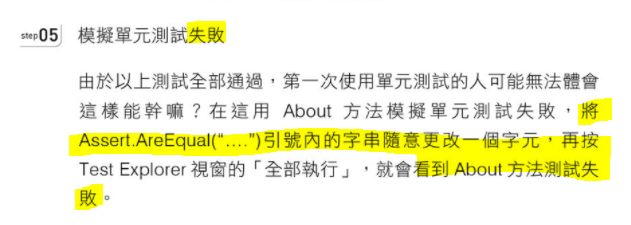 step05 模擬單元測試失敗
由於以上測試全部通過，第一次使用單元測試的人可能無法體會
這樣能幹嘛？在這用 About 方法模擬單元測試失敗，將
Assert.AreEqual(“....”)引號內的字串隨意更改一個字元，再按
Test Explorer 視窗的「全部執行」，就會看到 About 方法測試失
敗。